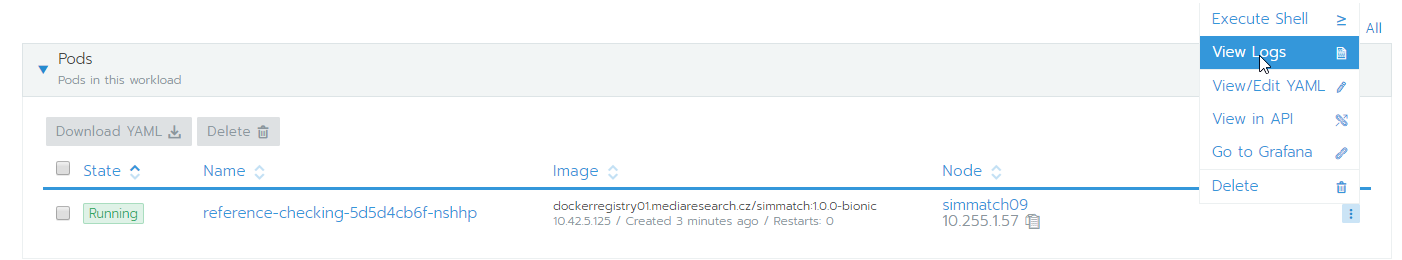 Execute Shell
All
Pods
View Logs
Pods in this workload
View/Edit YAML
View in API
Download YAML
Delete
Go to Grafana
State
Name
Image
Node
Delete
Running
reference-checking-5d5d4cb6f-nshhp
dockerregistry01.mediaresearch.cz/simmatch:1.0.0-bionic
10.42.5.125 / Created 3 minutes ago / Restarts: 0
simmatch09
10.255.1.57